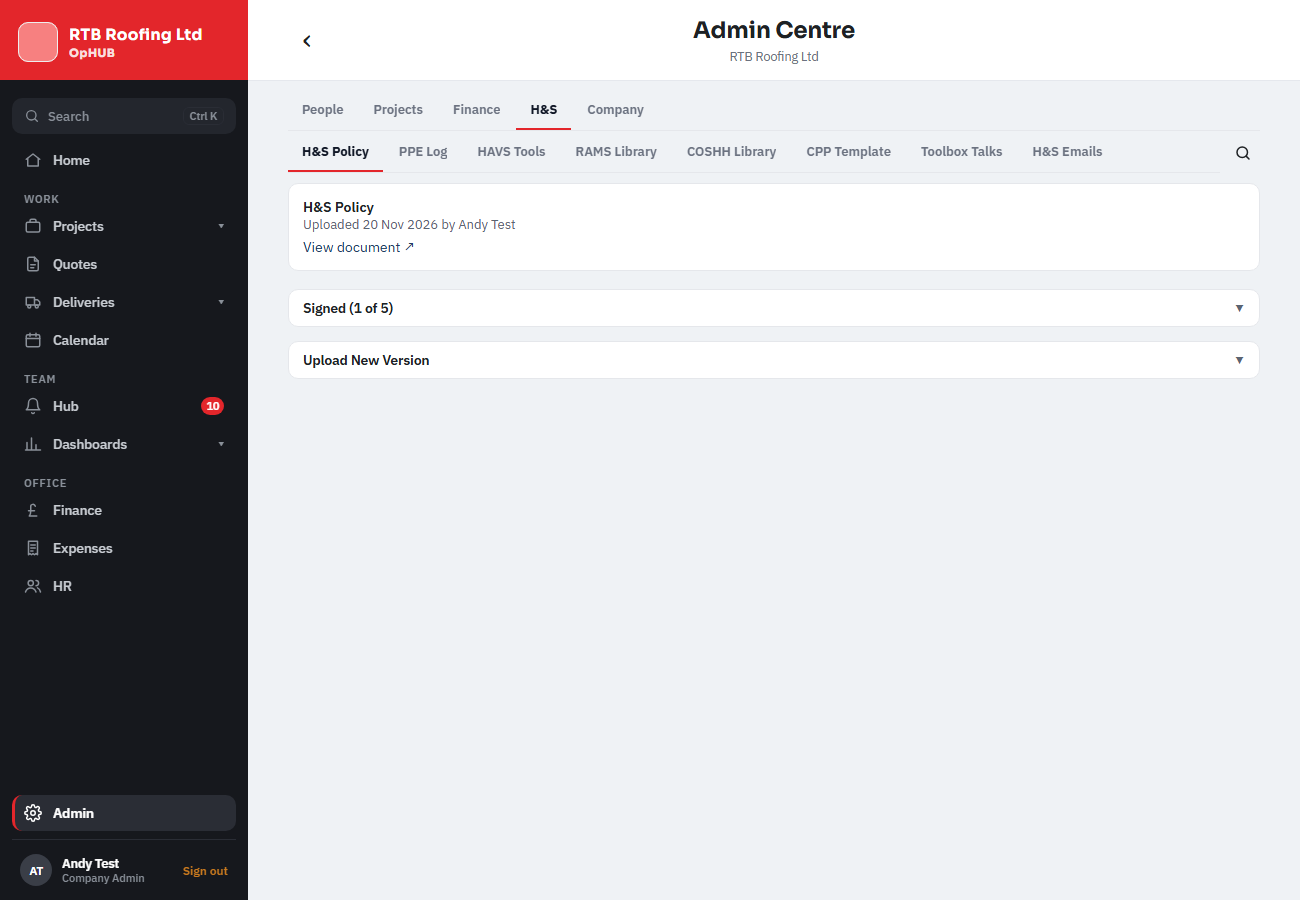 RTB Roofing Ltd
OpHUB
Search Ctrl K
Home
WORK
Projects
Quotes
Deliveries
Calendar
TEAM
Hub 10
Dashboards
OFFICE
Finance
Expenses
HR
Admin
AT
Andy Test
Company Admin
Sign out
Admin Centre
RTB Roofing Ltd
People Projects Finance H&S Company
H&S Policy PPE Log HAVS Tools RAMS Library COSHH Library CPP Template Toolbox Talks H&S Emails
H&S Policy
Uploaded 20 Nov 2026 by Andy Test
View document ↗
Signed (1 of 5)
Upload New Version